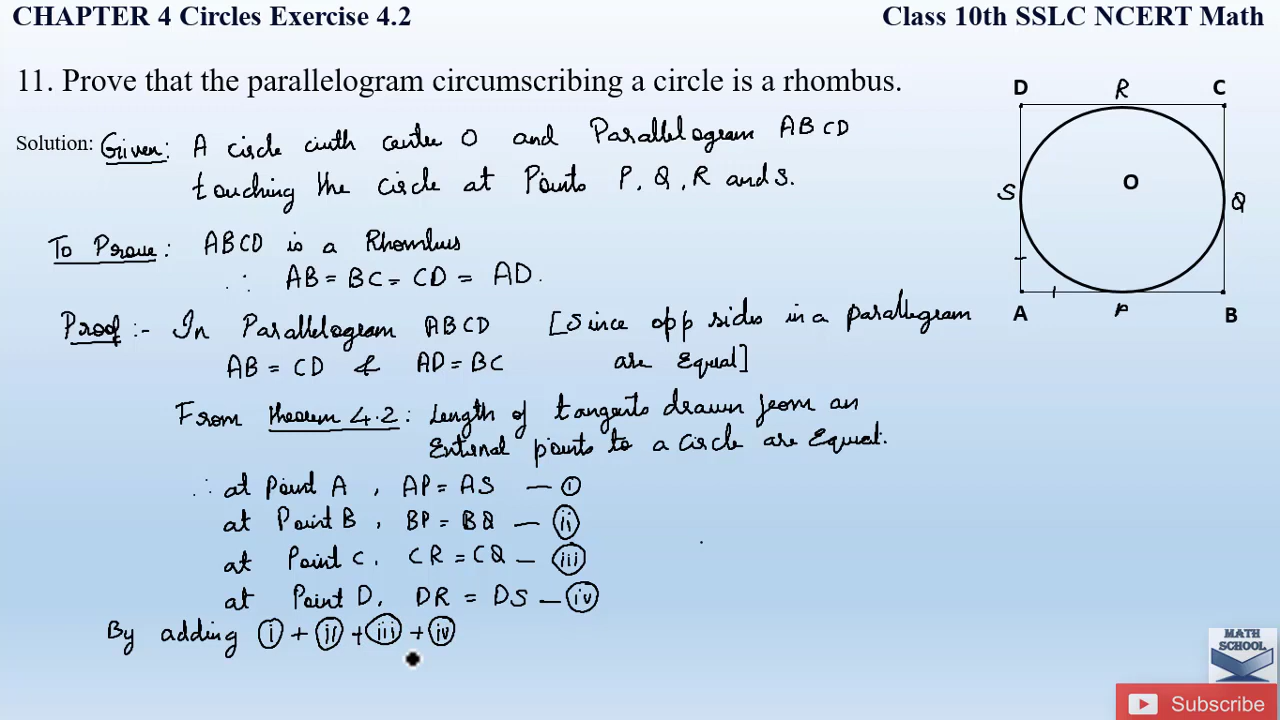 CHAPTER 4 Circles Exercise 4.2
Class 10th SSLC NCERT Math
11. Prove that the parallelogram circumscribing a circle is a rhombus.
Solution: Given: A circle with center O and Parallelogram ABCD
touching the circle at Points P, Q, R and S.
To Prove: ABCD is a Rhombus
∴ AB = BC = CD = AD.
Proof :- In Parallelogram ABCD [Since opp sides in a parallegram
AB = CD & AD = BC are Equal]
From theorem 4.2: Length of tangents drawn from an
External points to a circle are Equal.
∴ at Point A, AP = AS — (i)
at Point B, BP = BQ — (ii)
at Point C, CR = CQ — (iii)
at Point D, DR = DS — (iv)
By adding (i) + (ii) + (iii) + (iv)
D R C
S O Q
A P B
MATH
SCHOOL
Subscribe